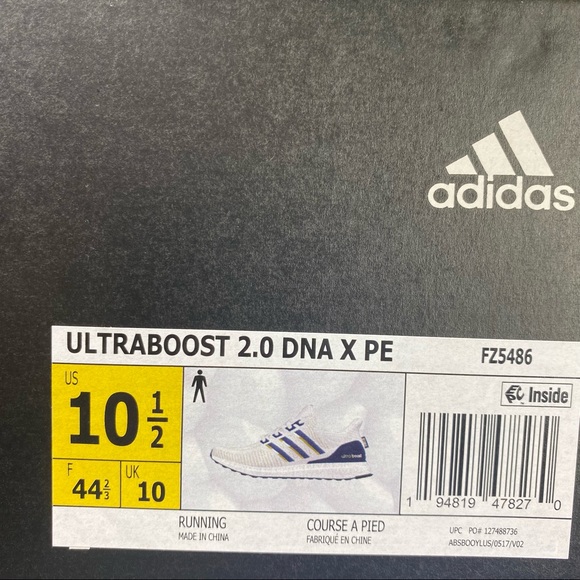 adidas
ULTRABOOST 2.0 DNA X PE
FZ5486
US
10 1/2
F
44 2/3
UK
10
Inside
1 94819 47827 0
RUNNING
MADE IN CHINA
COURSE A PIED
FABRIQUÉ EN CHINE
UPC PO# 127488736
ABSBOOYLUS/0517/V02